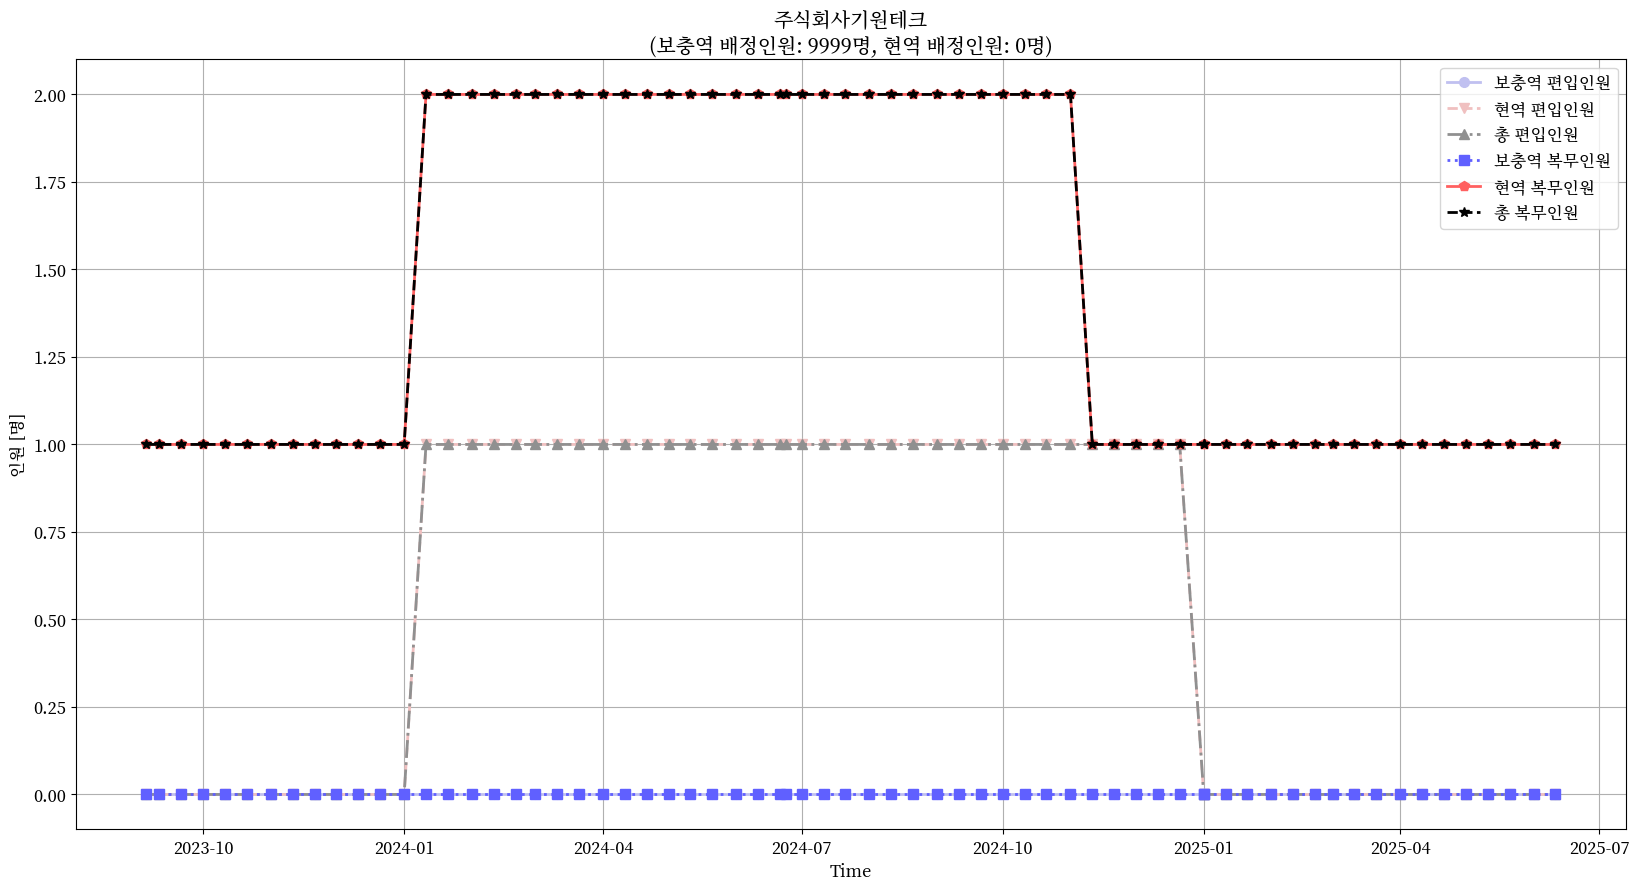 주식회사기원테크
(보충역 배정인원: 9999명, 현역 배정인원: 0명)
보충역 편입인원
현역 편입인원
총 편입인원
보충역 복무인원
현역 복무인원
총 복무인원
인원 [명]
2.00
1.75
1.50
1.25
1.00
0.75
0.50
0.25
0.00
2023-10
2024-01
2024-04
2024-07
2024-10
2025-01
2025-04
2025-07
Time